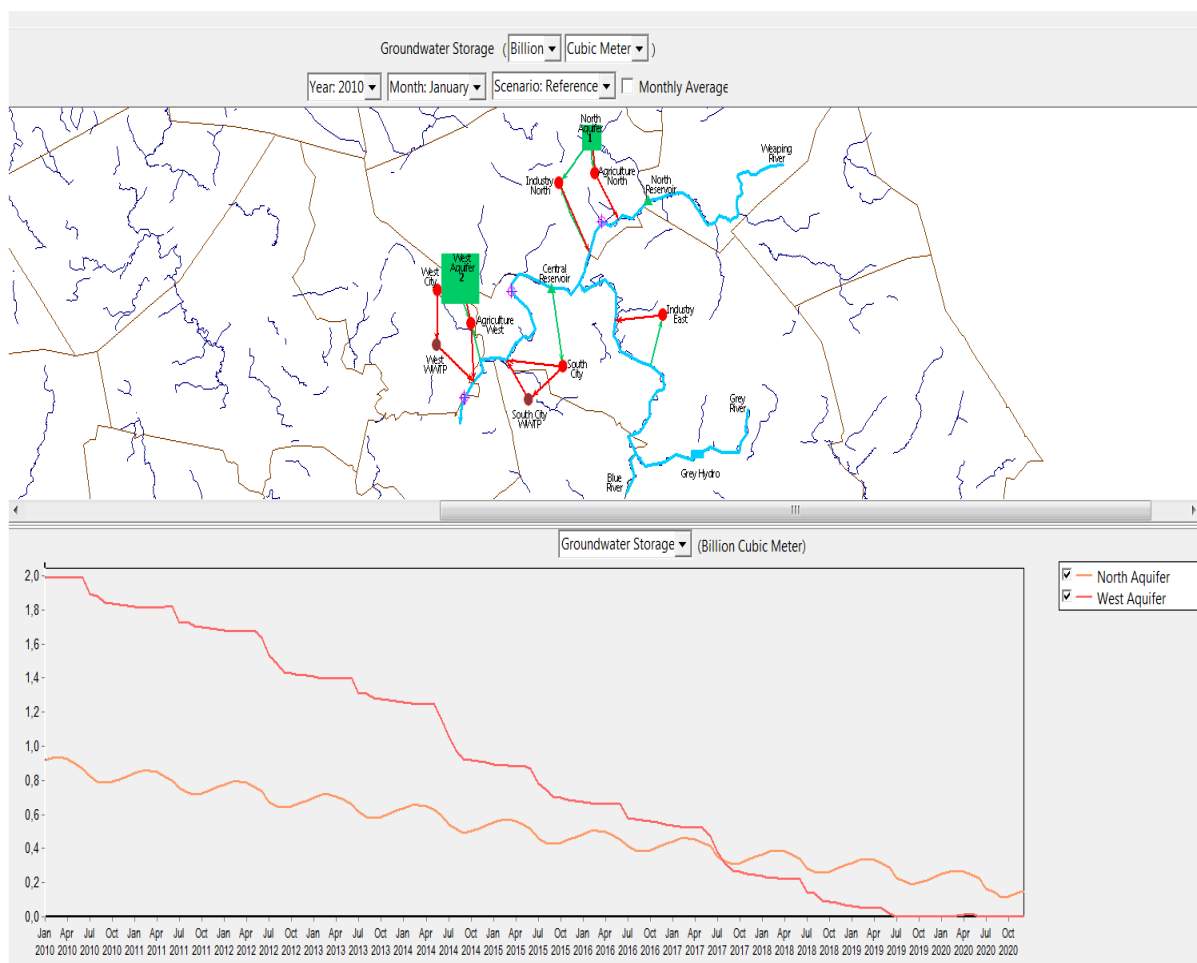 Groundwater Storage ( Billion Cubic Meter )
Year: 2010 Month: January Scenario: Reference Monthly Average
North
Aquifer
1
Weaping
River
Agriculture
North
Industry
North
North
Reservoir
West
Aquifer
2
West
City
Central
Reservoir
Agriculture
West
Industry
East
West
WWTP
South
City
South City
WWTP
Grey
River
Grey Hydro
Blue
River
Groundwater Storage (Billion Cubic Meter)
North Aquifer
West Aquifer
2,0
1,8
1,6
1,4
1,2
1,0
0,8
0,6
0,4
0,2
0,0
Jan Apr Jul Oct Jan Apr Jul Oct Jan Apr Jul Oct Jan Apr Jul Oct Jan Apr Jul Oct Jan Apr Jul Oct Jan Apr Jul Oct Jan Apr Jul Oct Jan Apr Jul Oct Jan Apr Jul Oct Jan Apr Jul Oct
2010 2010 2010 2010 2011 2011 2011 2011 2012 2012 2012 2012 2013 2013 2013 2013 2014 2014 2014 2014 2015 2015 2015 2015 2016 2016 2016 2016 2017 2017 2017 2017 2018 2018 2018 2018 2019 2019 2019 2019 2020 2020 2020 2020